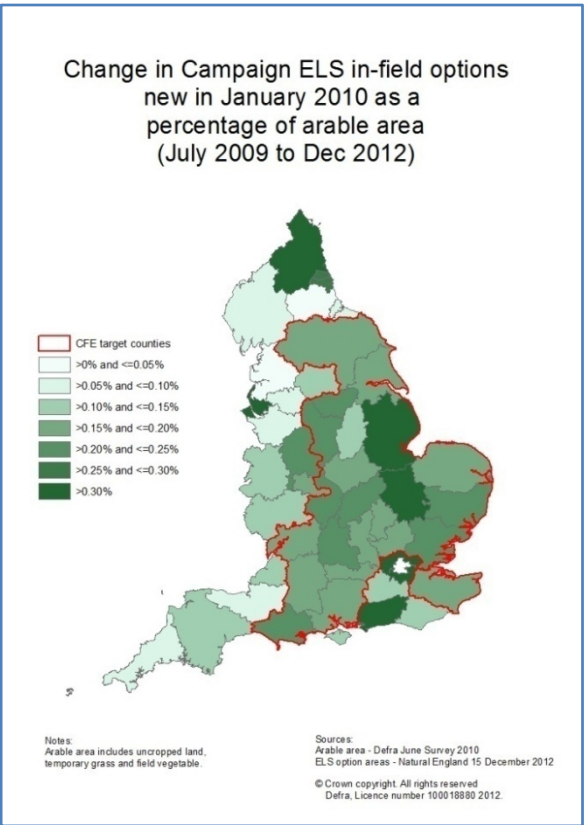 Change in Campaign ELS in-field options
new in January 2010 as a
percentage of arable area
(July 2009 to Dec 2012)
CFE target counties
>0% and <=0.05%
>0.05% and <=0.10%
>0.10% and <=0.15%
>0.15% and <=0.20%
>0.20% and <=0.25%
>0.25% and <=0.30%
>0.30%
Notes:
Arable area includes uncropped land,
temporary grass and field vegetable.
Sources:
Arable area - Defra June Survey 2010
ELS option areas - Natural England 15 December 2012
© Crown copyright. All rights reserved
Defra, Licence number 100018880 2012.